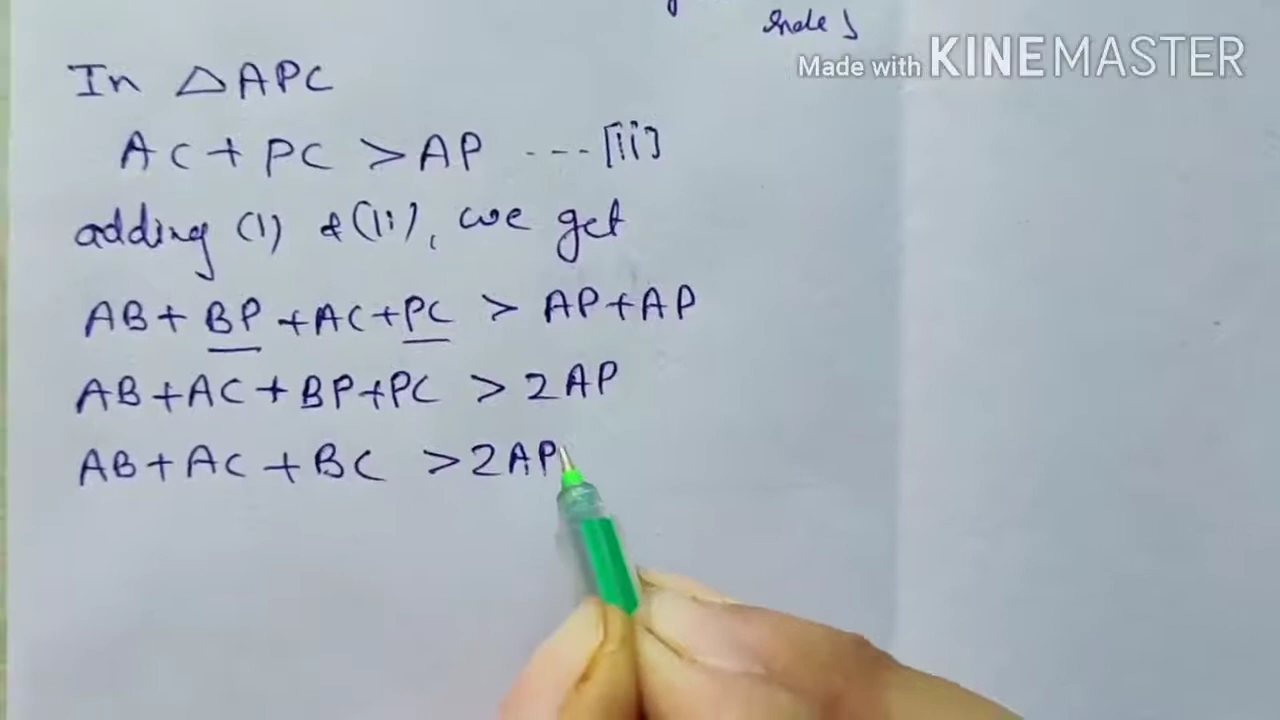 Made with KINEMASTER
In △APC
AC + PC > AP --- [ii]
adding (1) & (ii), we get
AB + BP + AC + PC > AP + AP
AB + AC + BP + PC > 2AP
AB + AC + BC > 2AP